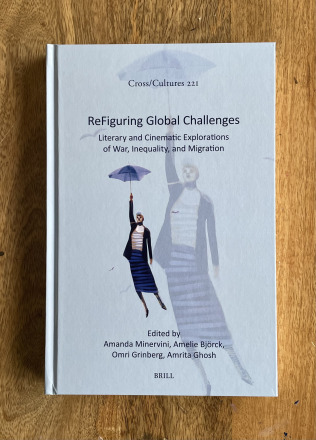 Cross/Cultures 221
ReFiguring Global Challenges
Literary and Cinematic Explorations
of War, Inequality, and Migration
Edited by
Amanda Minervini, Amelie Björck,
Omri Grinberg, Amrita Ghosh
BRILL